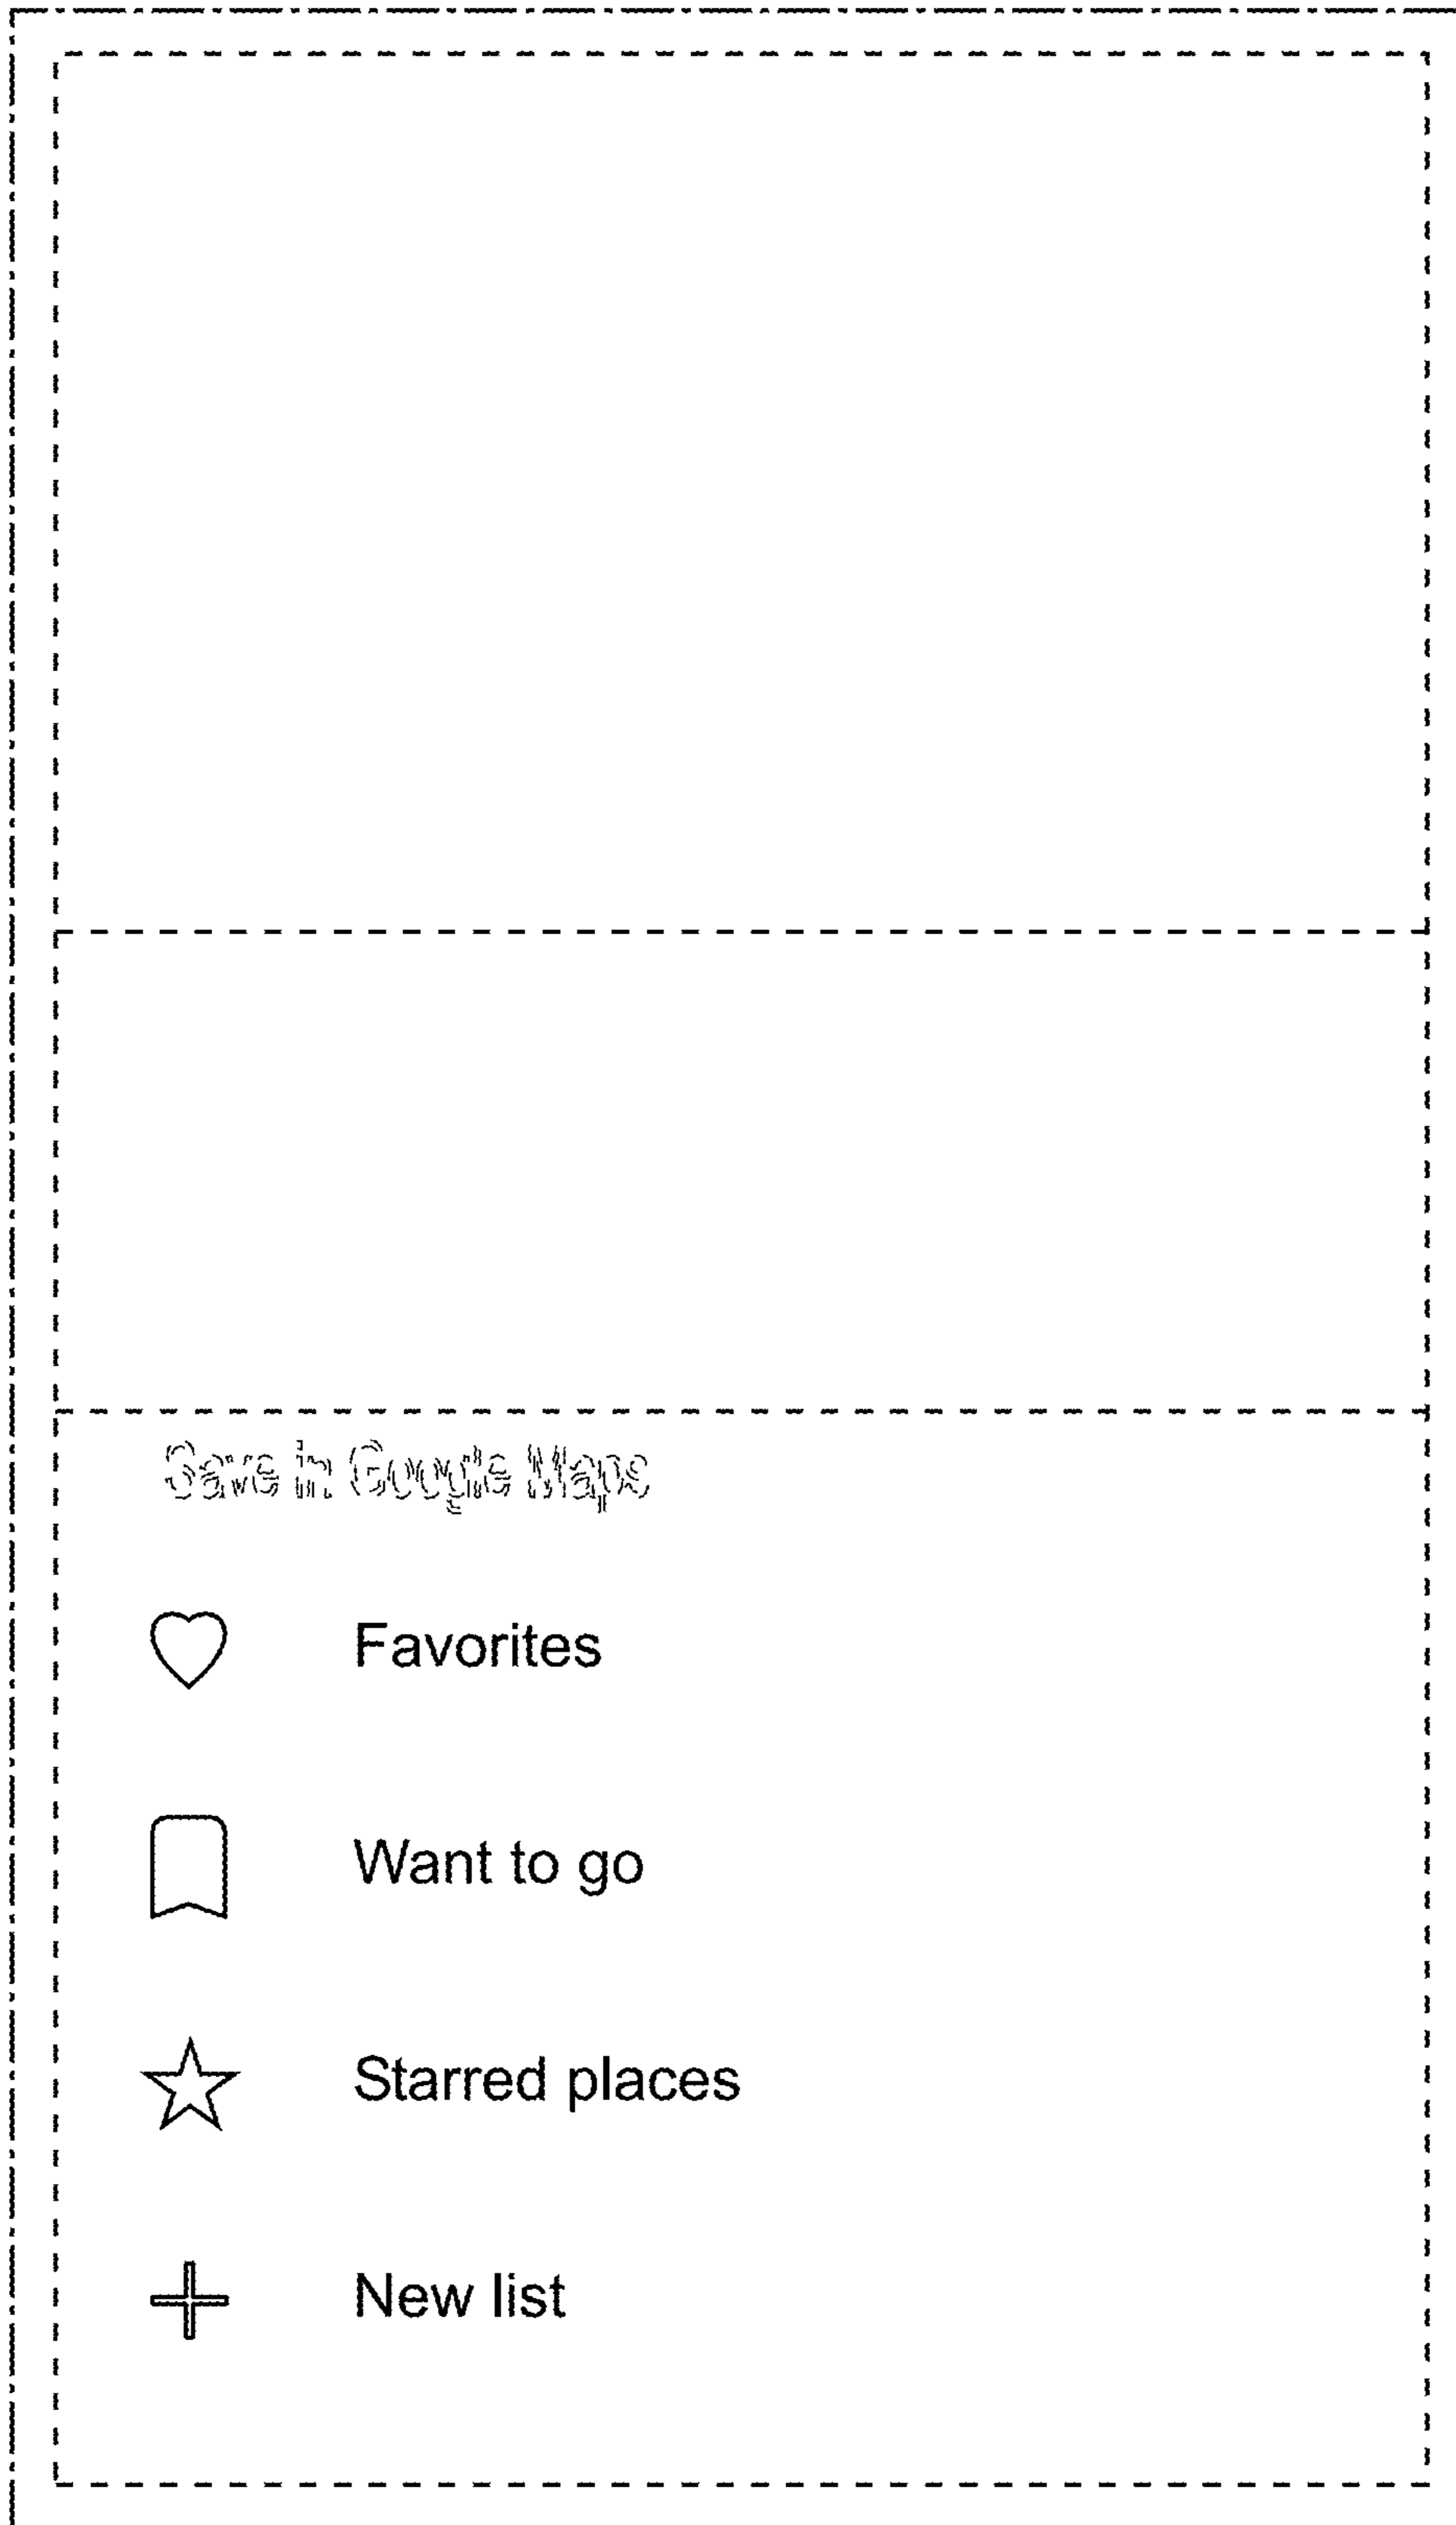 Save in Google Maps
Favorites
Want to go
Starred places
New list